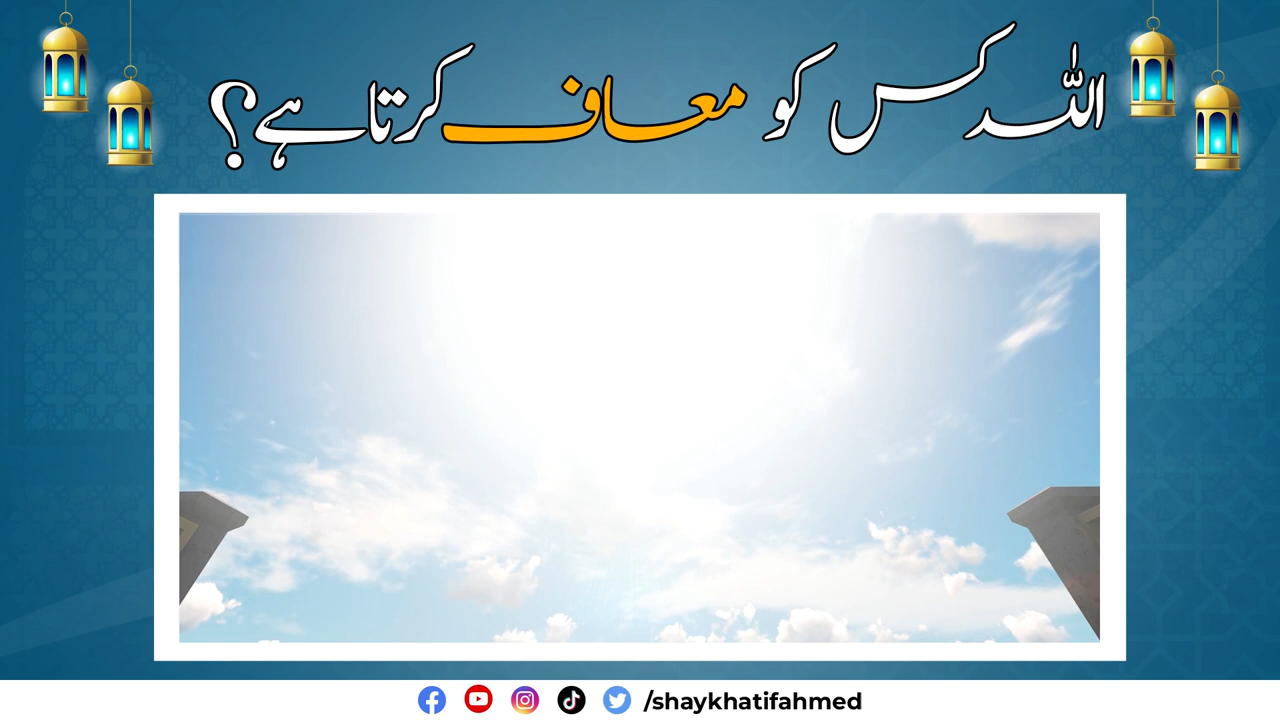 اللہ کس کو معاف کرتا ہے؟
/shaykhatifahmed